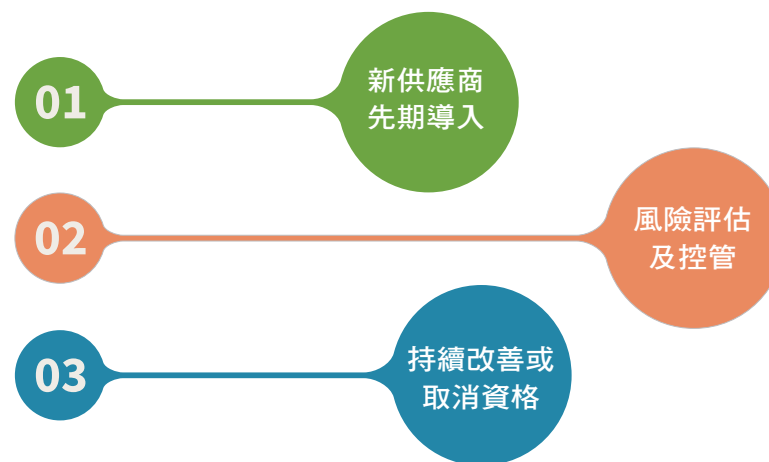 01
新供應商
先期導入
02
風險評估
及控管
03
持續改善或
取消資格